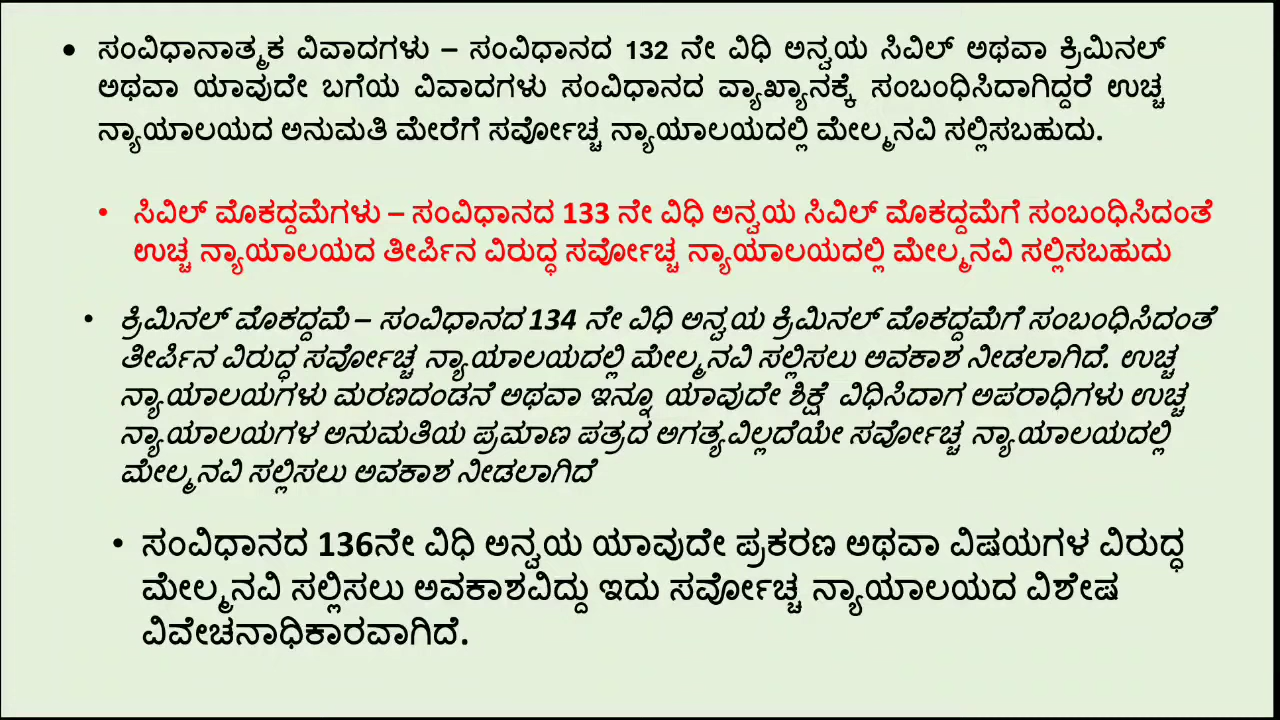 • ಸಂವಿಧಾನಾತ್ಮಕ ವಿವಾದಗಳು – ಸಂವಿಧಾನದ 132 ನೇ ವಿಧಿ ಅನ್ವಯ ಸಿವಿಲ್ ಅಥವಾ ಕ್ರಿಮಿನಲ್
ಅಥವಾ ಯಾವುದೇ ಬಗೆಯ ವಿವಾದಗಳು ಸಂವಿಧಾನದ ವ್ಯಾಖ್ಯಾನಕ್ಕೆ ಸಂಬಂಧಿಸಿದಾಗಿದ್ದರೆ ಉಚ್ಚ
ನ್ಯಾಯಾಲಯದ ಅನುಮತಿ ಮೇರೆಗೆ ಸರ್ವೋಚ್ಚ ನ್ಯಾಯಾಲಯದಲ್ಲಿ ಮೇಲ್ಮನವಿ ಸಲ್ಲಿಸಬಹುದು.
• ಸಿವಿಲ್ ಮೊಕದ್ದಮೆಗಳು – ಸಂವಿಧಾನದ 133 ನೇ ವಿಧಿ ಅನ್ವಯ ಸಿವಿಲ್ ಮೊಕದ್ದಮೆಗೆ ಸಂಬಂಧಿಸಿದಂತೆ
ಉಚ್ಚ ನ್ಯಾಯಾಲಯದ ತೀರ್ಪಿನ ವಿರುದ್ಧ ಸರ್ವೋಚ್ಚ ನ್ಯಾಯಾಲಯದಲ್ಲಿ ಮೇಲ್ಮನವಿ ಸಲ್ಲಿಸಬಹುದು
• ಕ್ರಿಮಿನಲ್ ಮೊಕದ್ದಮೆ – ಸಂವಿಧಾನದ 134 ನೇ ವಿಧಿ ಅನ್ವಯ ಕ್ರಿಮಿನಲ್ ಮೊಕದ್ದಮೆಗೆ ಸಂಬಂಧಿಸಿದಂತೆ
ತೀರ್ಪಿನ ವಿರುದ್ಧ ಸರ್ವೋಚ್ಚ ನ್ಯಾಯಾಲಯದಲ್ಲಿ ಮೇಲ್ಮನವಿ ಸಲ್ಲಿಸಲು ಅವಕಾಶ ನೀಡಲಾಗಿದೆ. ಉಚ್ಚ
ನ್ಯಾಯಾಲಯಗಳು ಮರಣದಂಡನೆ ಅಥವಾ ಇನ್ನೂ ಯಾವುದೇ ಶಿಕ್ಷೆ ವಿಧಿಸಿದಾಗ ಅಪರಾಧಿಗಳು ಉಚ್ಚ
ನ್ಯಾಯಾಲಯಗಳ ಅನುಮತಿಯ ಪ್ರಮಾಣ ಪತ್ರದ ಅಗತ್ಯವಿಲ್ಲದೆಯೇ ಸರ್ವೋಚ್ಚ ನ್ಯಾಯಾಲಯದಲ್ಲಿ
ಮೇಲ್ಮನವಿ ಸಲ್ಲಿಸಲು ಅವಕಾಶ ನೀಡಲಾಗಿದೆ
• ಸಂವಿಧಾನದ 136ನೇ ವಿಧಿ ಅನ್ವಯ ಯಾವುದೇ ಪ್ರಕರಣ ಅಥವಾ ವಿಷಯಗಳ ವಿರುದ್ಧ
ಮೇಲ್ಮನವಿ ಸಲ್ಲಿಸಲು ಅವಕಾಶವಿದ್ದು ಇದು ಸರ್ವೋಚ್ಚ ನ್ಯಾಯಾಲಯದ ವಿಶೇಷ
ವಿವೇಚನಾಧಿಕಾರವಾಗಿದೆ.